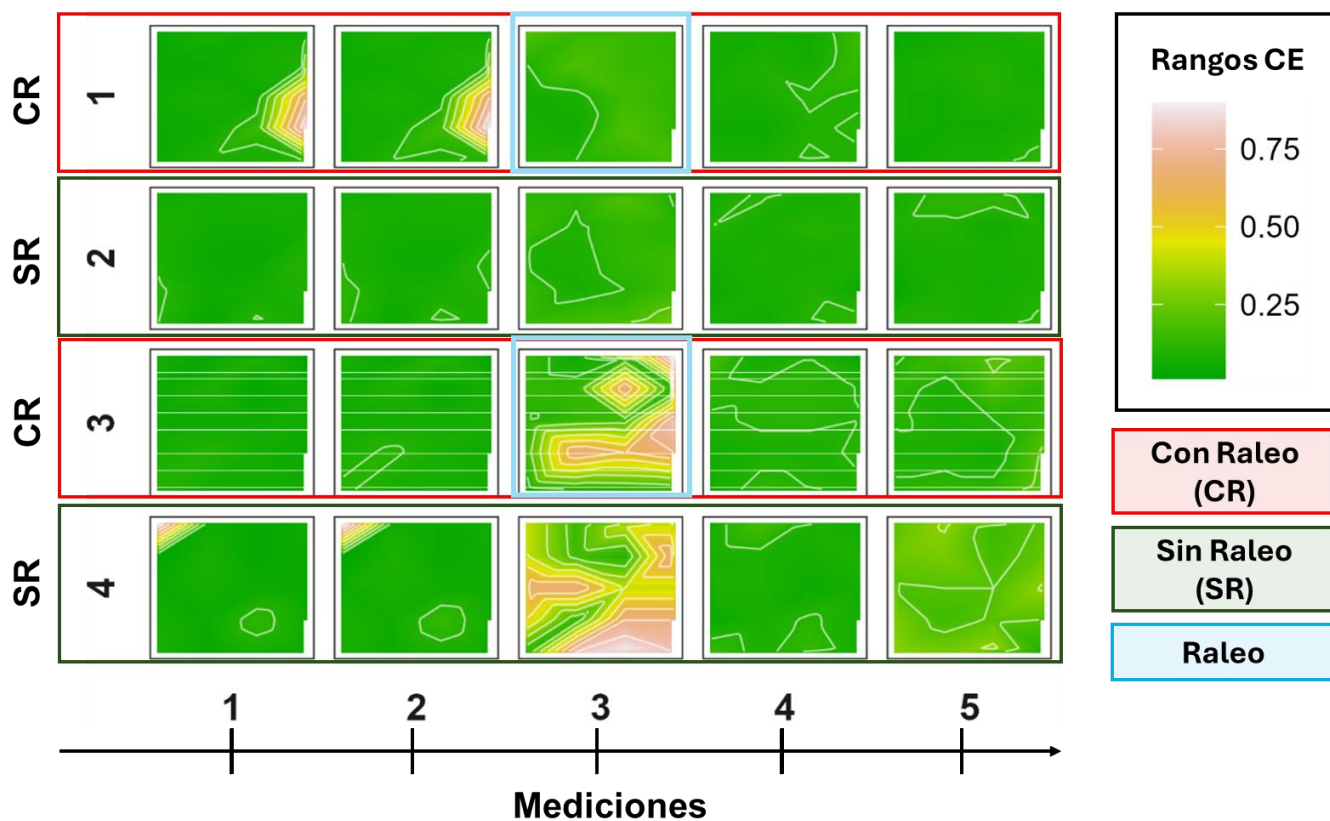 CR
1
SR
2
CR
3
SR
4
1
2
3
4
5
Mediciones
Rangos CE
0.75
0.50
0.25
Con Raleo
(CR)
Sin Raleo
(SR)
Raleo